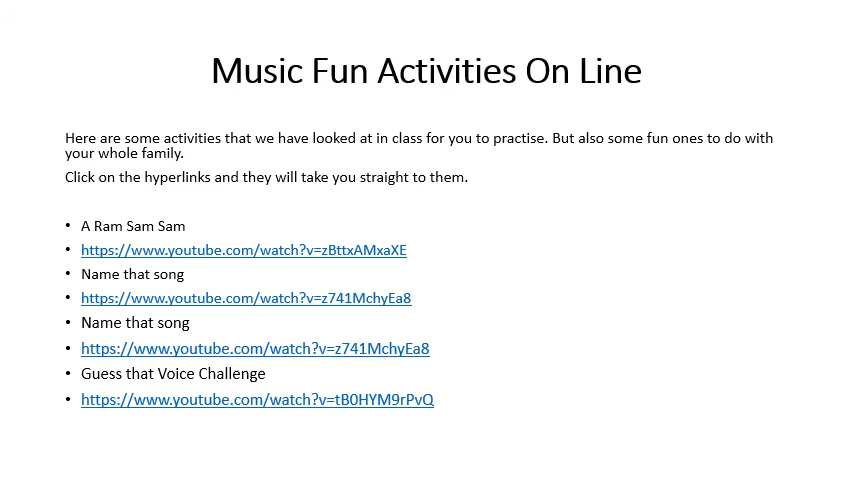 Music Fun Activities On Line
Here are some activities that we have looked at in class for you to practise. But also some fun ones to do with
your whole family.
Click on the hyperlinks and they will take you straight to them.
• A Ram Sam Sam
• https://www.youtube.com/watch?v=zBttxAMxaXE
• Name that song
• https://www.youtube.com/watch?v=z741MchyEa8
• Name that song
• https://www.youtube.com/watch?v=z741MchyEa8
• Guess that Voice Challenge
• https://www.youtube.com/watch?v=tB0HYM9rPvQ